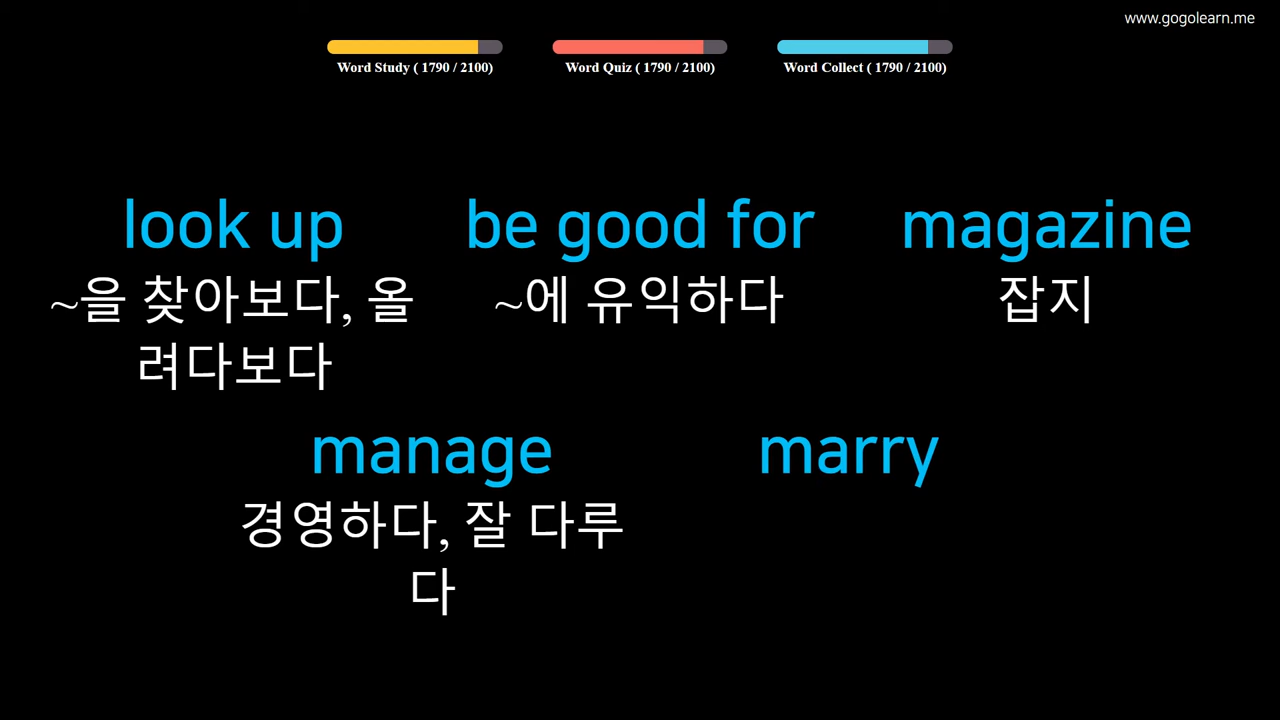 www.gogolearn.me
Word Study ( 1790 / 2100)
Word Quiz ( 1790 / 2100)
Word Collect ( 1790 / 2100)
look up
~을 찾아보다, 올
려다보다
be good for
~에 유익하다
magazine
잡지
manage
경영하다, 잘 다루
다
marry